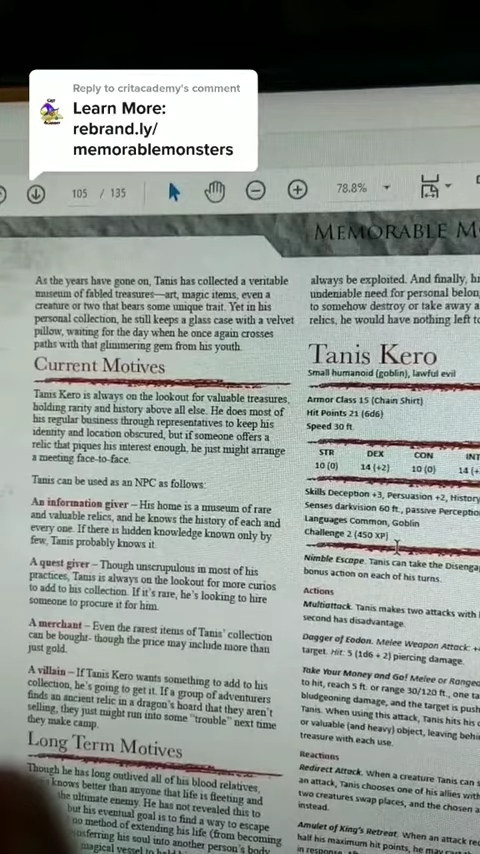 Reply to critacademy's comment
Learn More:
rebrand.ly/
memorablemonsters
105 / 135
78.8%
MEMORABLE MO
As the years have gone on, Tanis has collected a veritable
museum of fabled treasures—art, magic items, even a
creature or two that bears some unique trait. Yet in his
personal collection, he still keeps a glass case with a velvet
pillow, waiting for the day when he once again crosses
paths with that glimmering gem from his youth.
Current Motives
Tanis Kero is always on the lookout for valuable treasures,
holding rarity and history above all else. He does most of
his regular business through representatives to keep his
identity and location obscured, but if someone offers a
relic that piques his interest enough, he just might arrange
a meeting face-to-face.
Tanis can be used as an NPC as follows:
An information giver – His home is a museum of rare
and valuable relics, and he knows the history of each and
every one. If there is hidden knowledge known only by
few, Tanis probably knows it.
A quest giver – Though unscrupulous in most of his
practices, Tanis is always on the lookout for more curios
to add to his collection. If it's rare, he's looking to hire
someone to procure it for him.
A merchant – Even the rarest items of Tanis' collection
can be bought- though the price may include more than
just gold.
A villain – If Tanis Kero wants something to add to his
collection, he's going to get it. If a group of adventurers
finds an ancient relic in a dragon's hoard that they aren't
selling, they just might run into some "trouble" next time
they make camp.
Long Term Motives
Though he has long outlived all of his blood relatives,
knows better than anyone that life is fleeting and
the ultimate enemy. He has not revealed this to
but his eventual goal is to find a way to escape
no method of extending his life (from becoming
sferring his soul into another person's body
magical vessel to hold
always be exploited. And finally, hi
undeniable need for personal belon
to somehow destroy or take away a
relics, he would have nothing left to
Tanis Kero
Small humanoid (goblin), lawful evil
Armor Class 15 (Chain Shirt)
Hit Points 21 (6d6)
Speed 30 ft.
STR DEX CON INT
10 (0) 14 (+2) 10 (0) 14 (+
Skills Deception +3, Persuasion +2, History
Senses darkvision 60 ft., passive Perceptio
Languages Common, Goblin
Challenge 2 (450 XP)
Nimble Escape. Tanis can take the Disenga
bonus action on each of his turns.
Actions
Multiattack. Tanis makes two attacks with
second has disadvantage.
Dagger of Eodon. Melee Weapon Attack: +
target. Hit: 5 (1d6 + 2) piercing damage.
Take Your Money and Go! Melee or Ranged
to hit, reach 5 ft. or range 30/120 ft., one ta
bludgeoning damage, and the target is push
Tanis. When using this attack, Tanis hits his
or valuable (and heavy) object, leaving behin
treasure with each use.
Reactions
Redirect Attack. When a creature Tanis can s
an attack, Tanis chooses one of his allies with
two creatures swap places, and the chosen a
instead.
Amulet of King's Retreat. When an attack re
half his maximum hit points, he may
in response